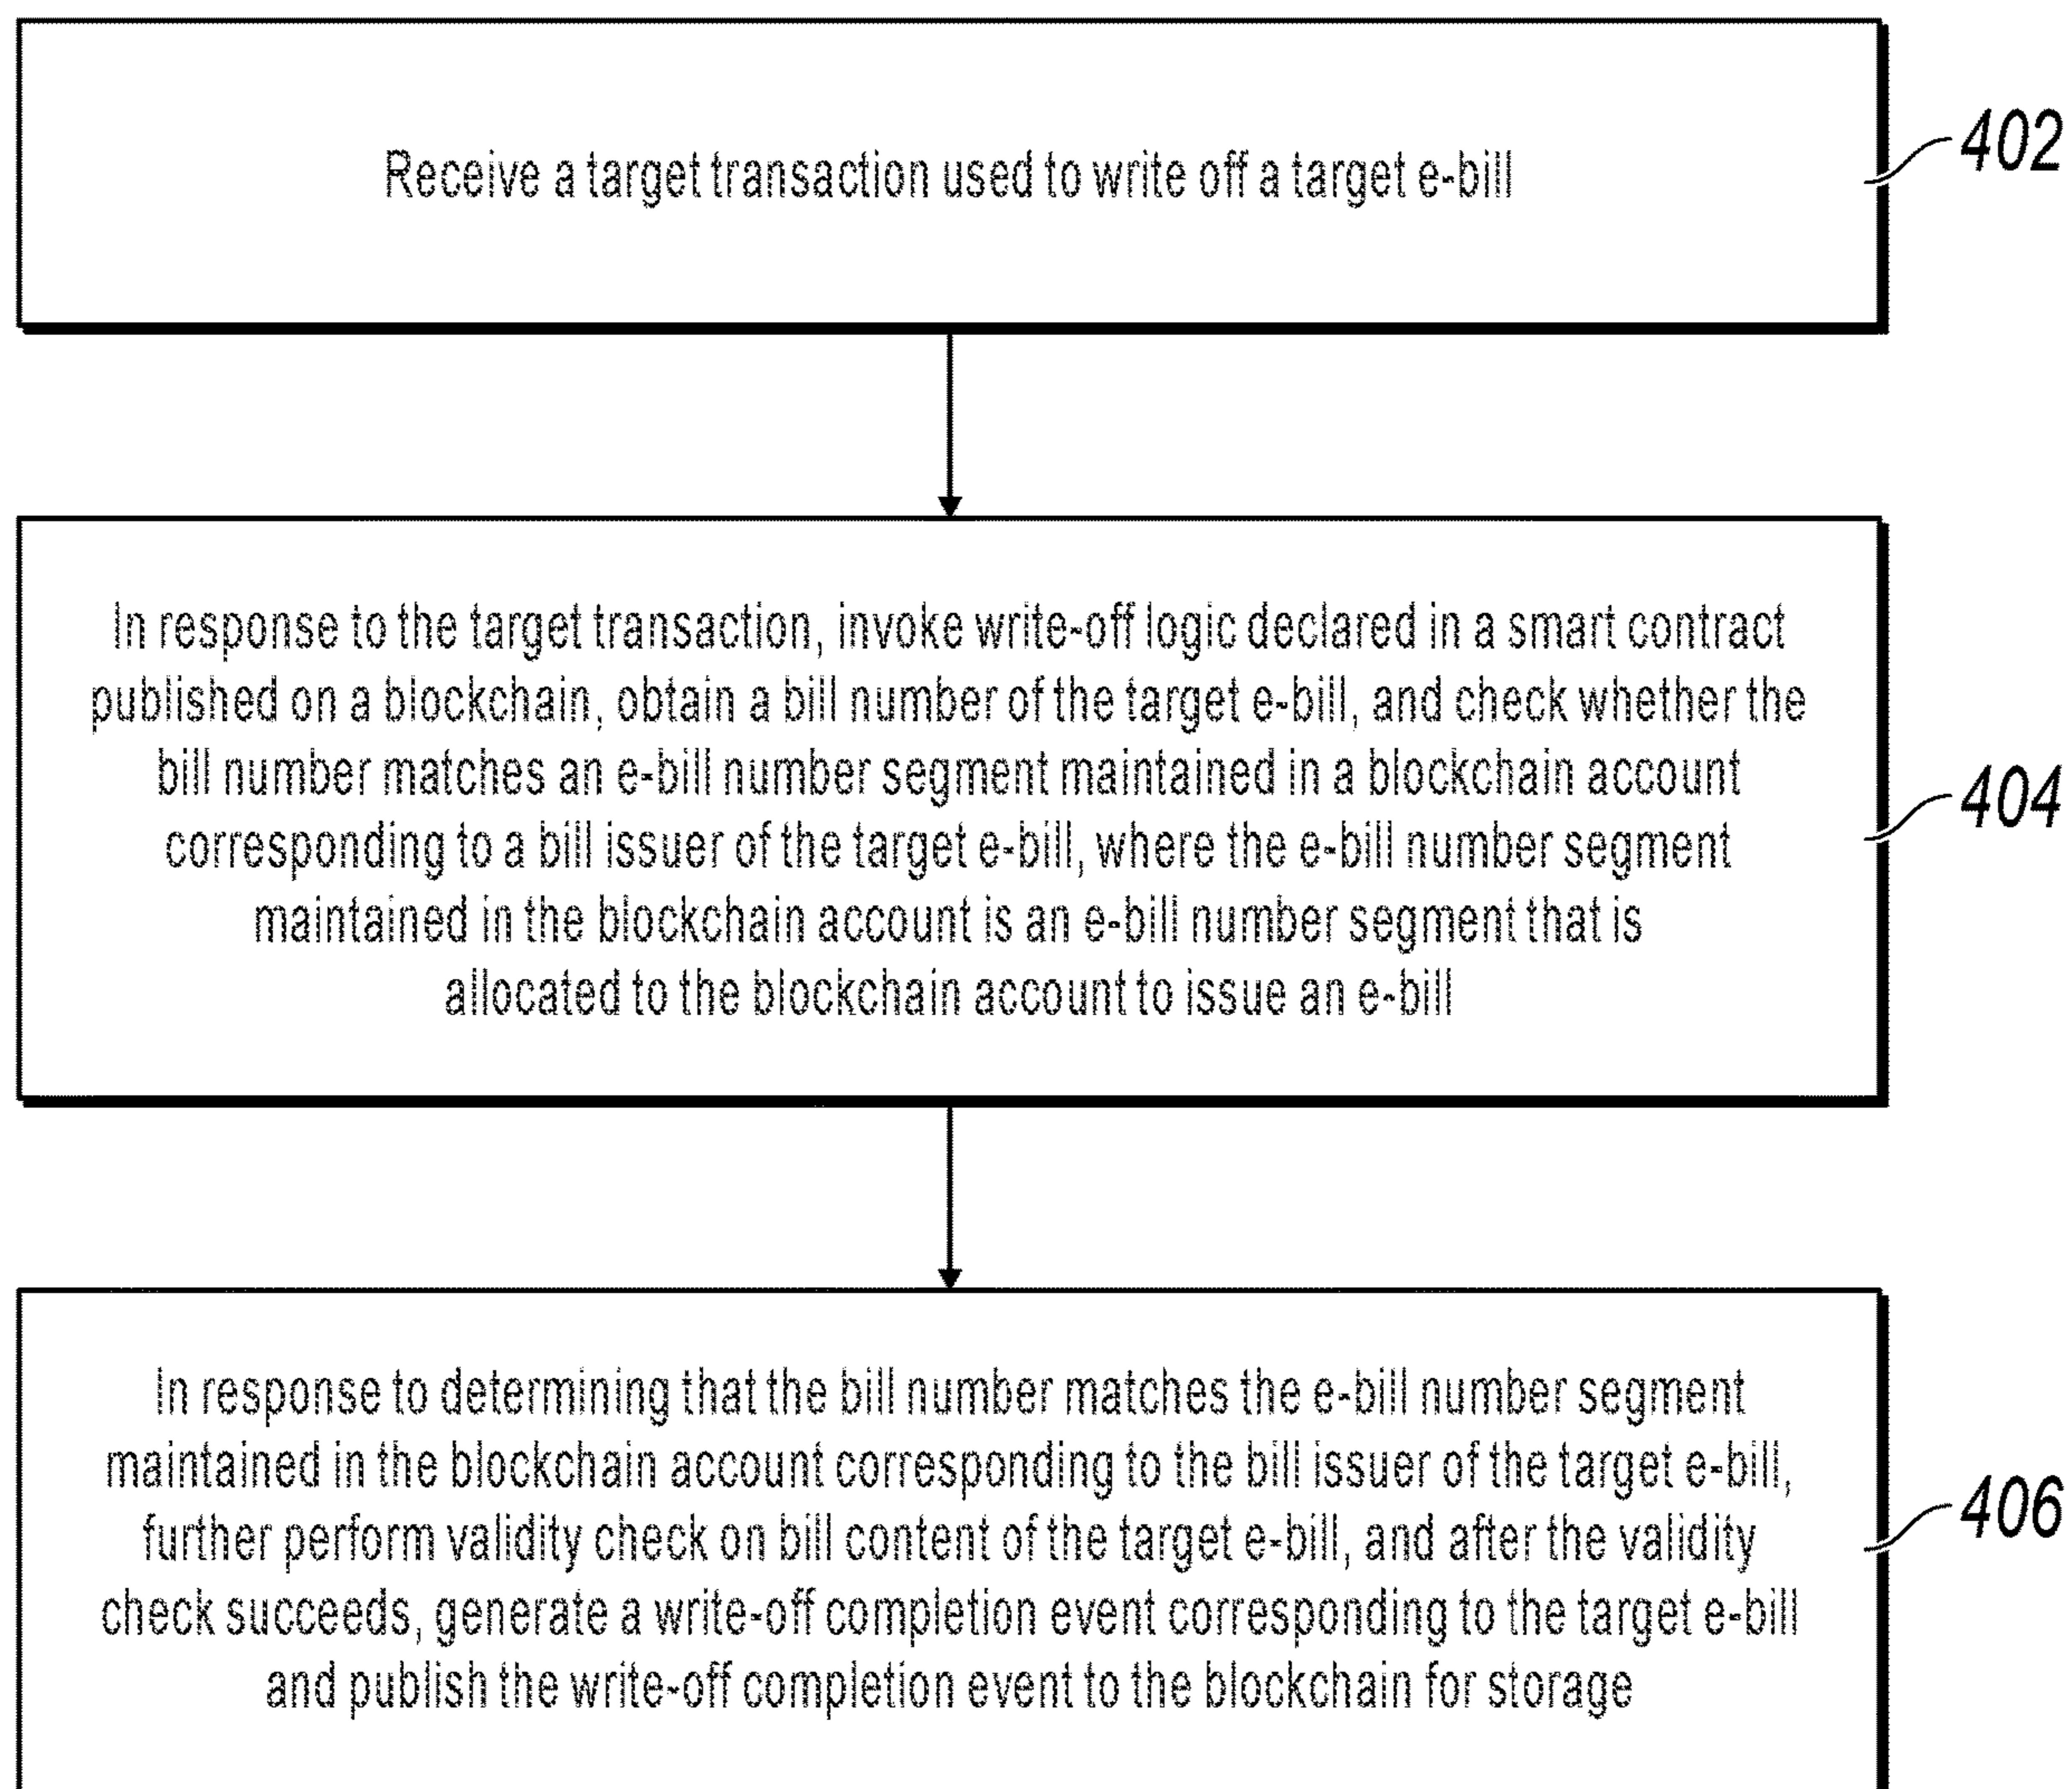 Receive a target transaction used to write off a target e-bill
402
In response to the target transaction, invoke write-off logic declared in a smart contract
published on a blockchain, obtain a bill number of the target e-bill, and check whether the
bill number matches an e-bill number segment maintained in a blockchain account
corresponding to a bill issuer of the target e-bill, where the e-bill number segment
maintained in the blockchain account is an e-bill number segment that is
allocated to the blockchain account to issue an e-bill
404
In response to determining that the bill number matches the e-bill number segment
maintained in the blockchain account corresponding to the bill issuer of the target e-bill,
further perform validity check on bill content of the target e-bill, and after the validity
check succeeds, generate a write-off completion event corresponding to the target e-bill
and publish the write-off completion event to the blockchain for storage
406